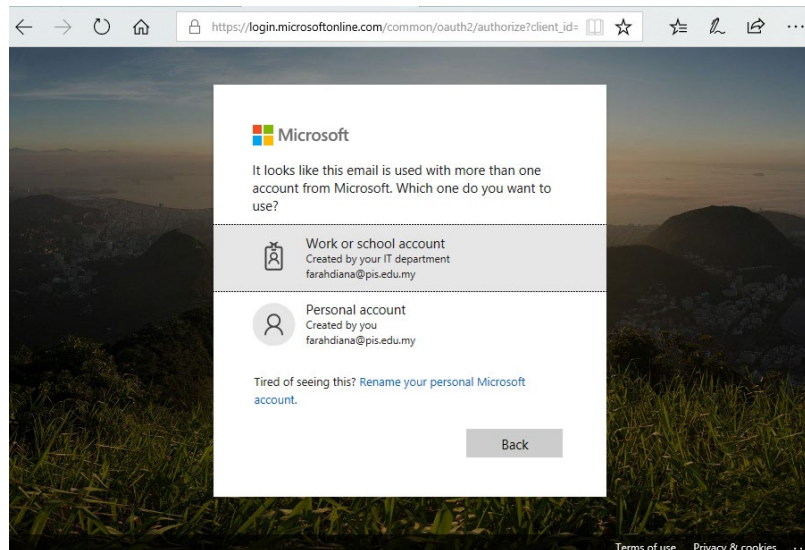 https://login.microsoftonline.com/common/oauth2/authorize?client_id=
Microsoft
It looks like this email is used with more than one
account from Microsoft. Which one do you want to
use?
Work or school account
Created by your IT department
farahdiana@pis.edu.my
Personal account
Created by you
farahdiana@pis.edu.my
Tired of seeing this? Rename your personal Microsoft
account.
Back
Terms of use Privacy & cookies ...